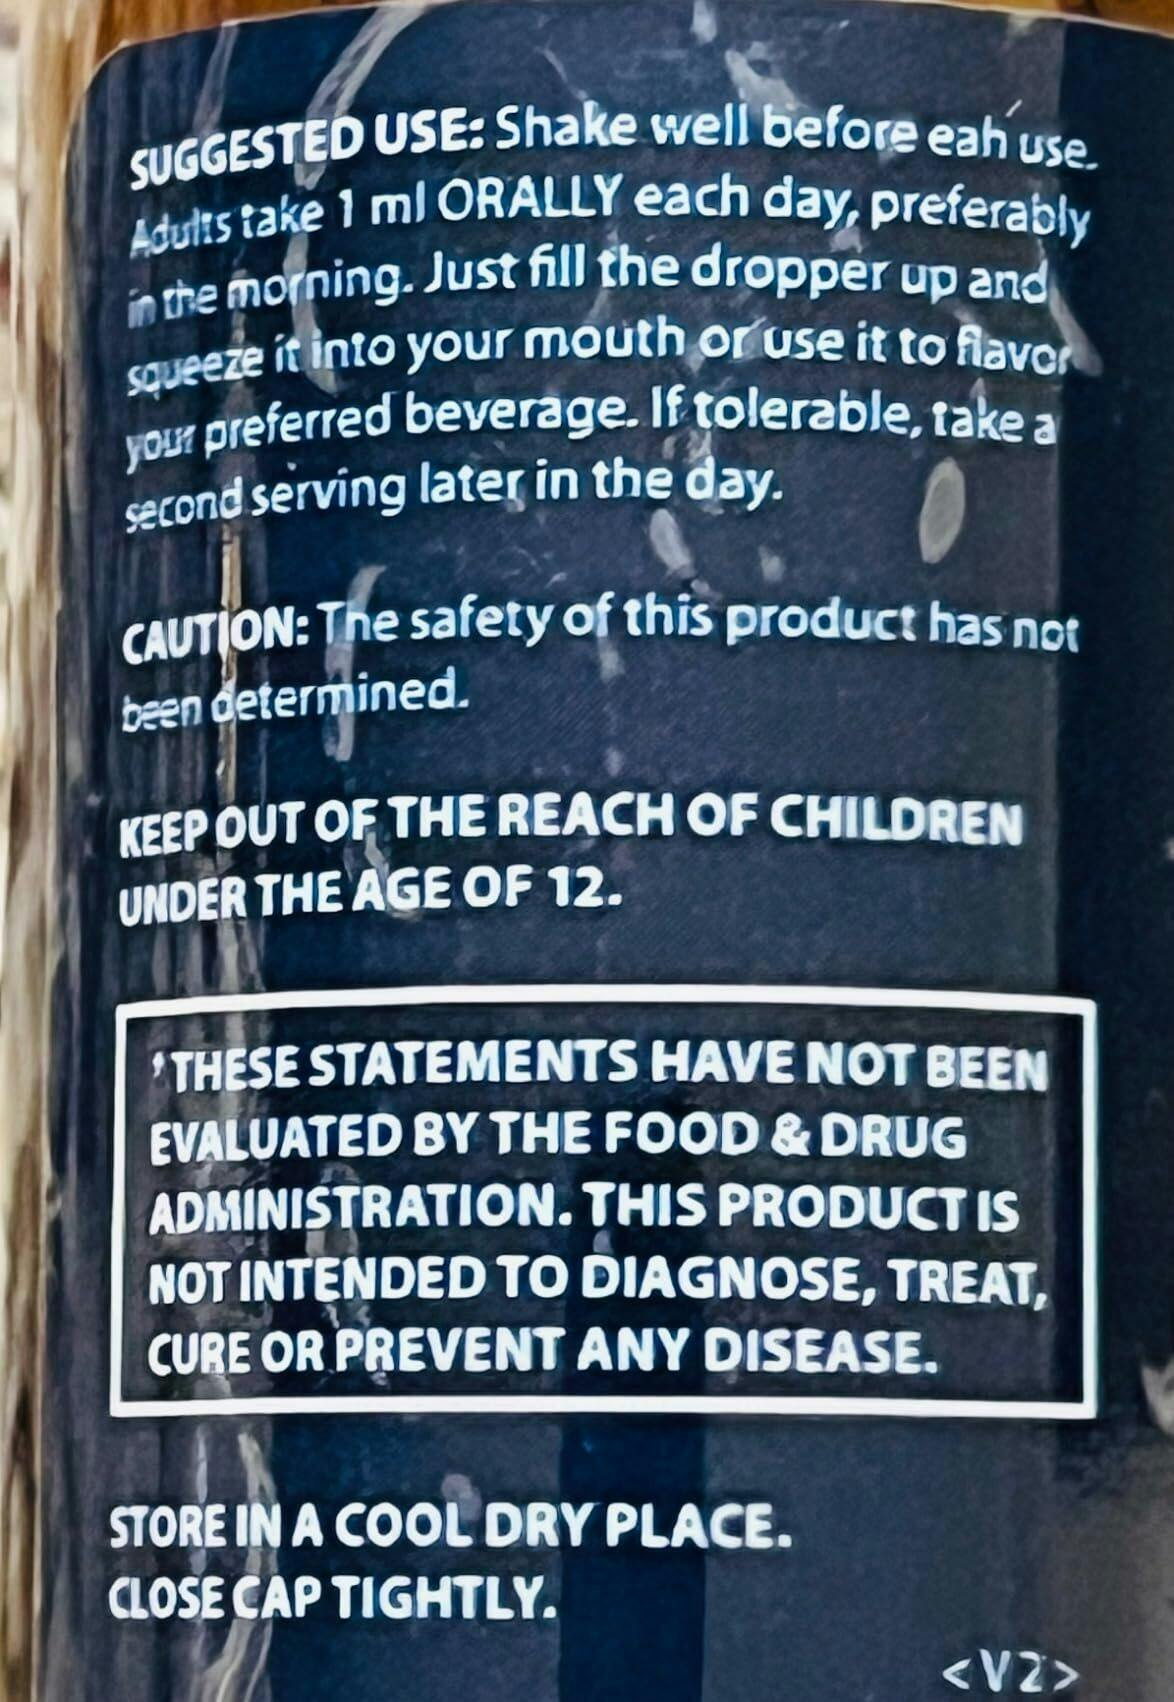 SUGGESTED USE: Shake well before eah use.
Adults take 1 ml ORALLY each day, preferably
in the morning. Just fill the dropper up and
squeeze it into your mouth or use it to flavor
your preferred beverage. If tolerable, take a
second serving later in the day.
CAUTION: The safety of this product has not
been determined.
KEEP OUT OF THE REACH OF CHILDREN
UNDER THE AGE OF 12.
'THESE STATEMENTS HAVE NOT BEEN
EVALUATED BY THE FOOD & DRUG
ADMINISTRATION. THIS PRODUCT IS
NOT INTENDED TO DIAGNOSE, TREAT,
CURE OR PREVENT ANY DISEASE.
STORE IN A COOL DRY PLACE.
CLOSE CAP TIGHTLY.
<V2>